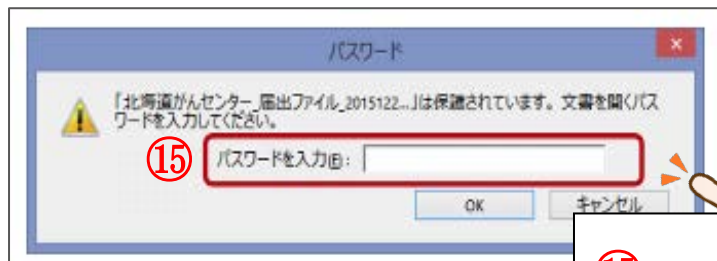 パスワード
「北海道がんセンター_届出ファイル_2015122...」は保護されています。文書を開くパス
ワードを入力してください。
⑮ パスワードを入力(E):
OK キャンセル